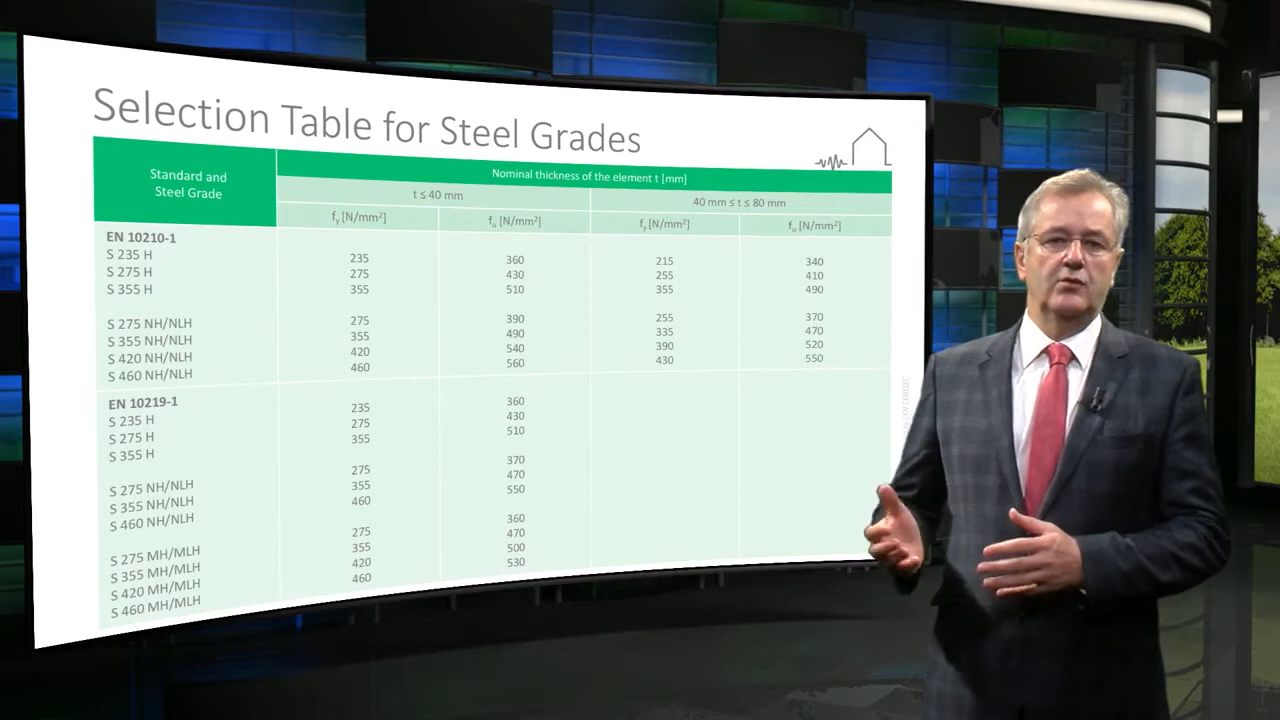 Selection Table for Steel Grades
Standard and
Steel Grade
Nominal thickness of the element t [mm]
t ≤ 40 mm
40 mm ≤ t ≤ 80 mm
fy [N/mm²] fu [N/mm²] fy [N/mm²] fu [N/mm²]
EN 10210-1
S 235 H 235 360 215 340
S 275 H 275 430 255 410
S 355 H 355 510 355 490
S 275 NH/NLH 275 390 255 370
S 355 NH/NLH 355 490 335 470
S 420 NH/NLH 420 540 390 520
S 460 NH/NLH 460 560 430 550
EN 10219-1
S 235 H 235 360
S 275 H 275 430
S 355 H 355 510
S 275 NH/NLH 275 370
S 355 NH/NLH 355 470
S 460 NH/NLH 460 550
S 275 MH/MLH 275 360
S 355 MH/MLH 355 470
S 420 MH/MLH 420 500
S 460 MH/MLH 460 530